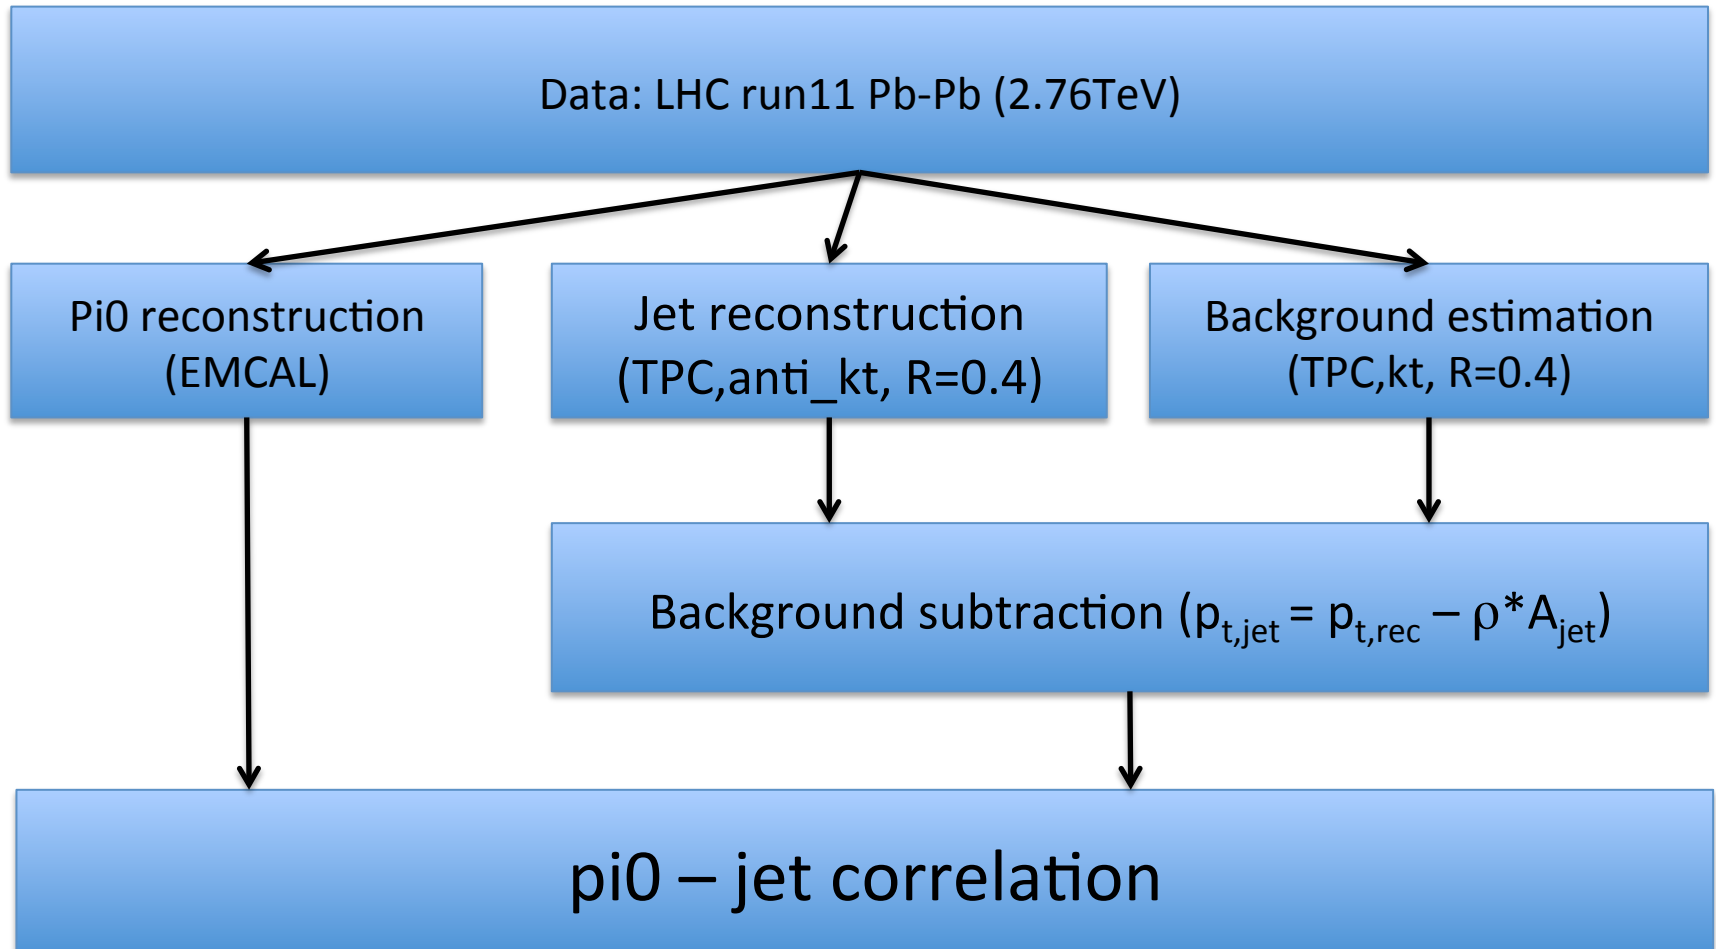 Data: LHC run11 Pb-Pb (2.76TeV)
Pi0 reconstruction
(EMCAL)
Jet reconstruction
(TPC,anti_kt, R=0.4)
Background estimation
(TPC,kt, R=0.4)
Background subtraction (pt,jet = pt,rec – ρ*Ajet)
pi0 – jet correlation